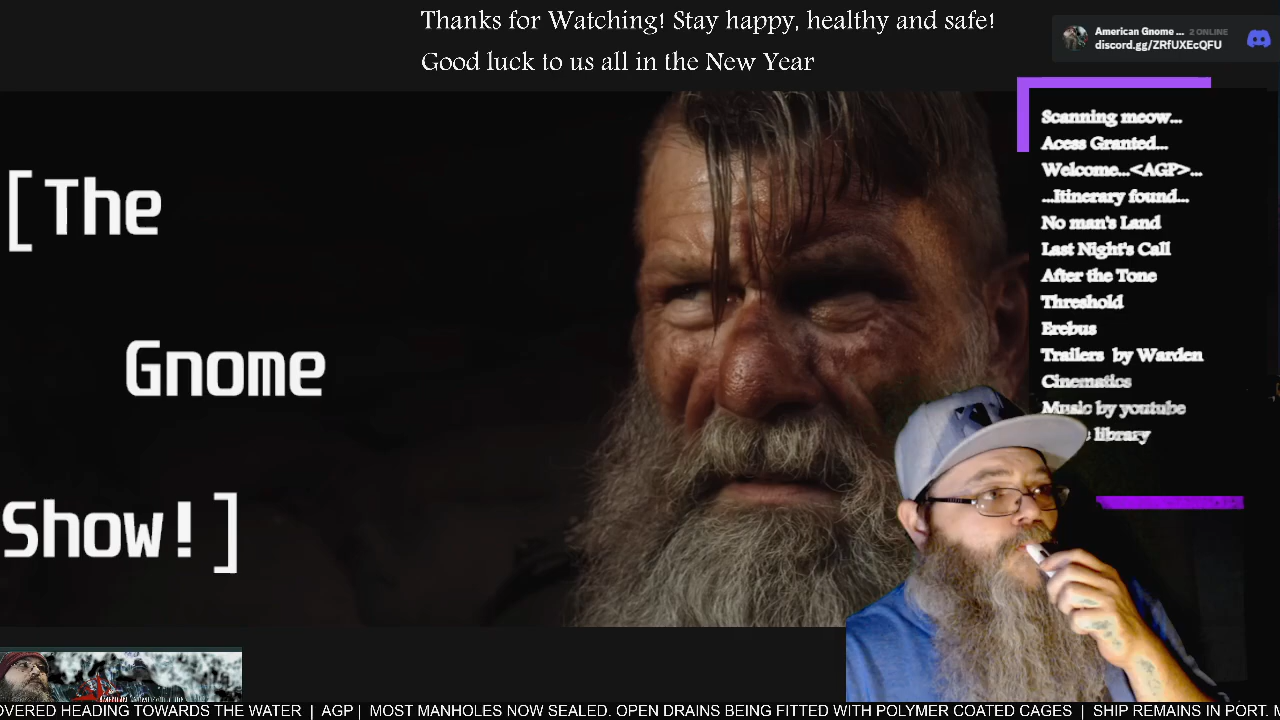 Thanks for Watching! Stay happy, healthy and safe!
Good luck to us all in the New Year
American Gnome ... 2 ONLINE
discord.gg/ZRfUXEcQFU
[The
Gnome
Show!]
Scanning meow...
Acess Granted...
Welcome...<AGP>...
...Itinerary found...
No man's Land
Last Night's Call
After the Tone
Threshold
Erebus
Trailers by Warden
Cinematics
Music by youtube
library
OVERED HEADING TOWARDS THE WATER | AGP | MOST MANHOLES NOW SEALED. OPEN DRAINS BEING FITTED WITH POLYMER COATED CAGES | SHIP REMAINS IN PORT.